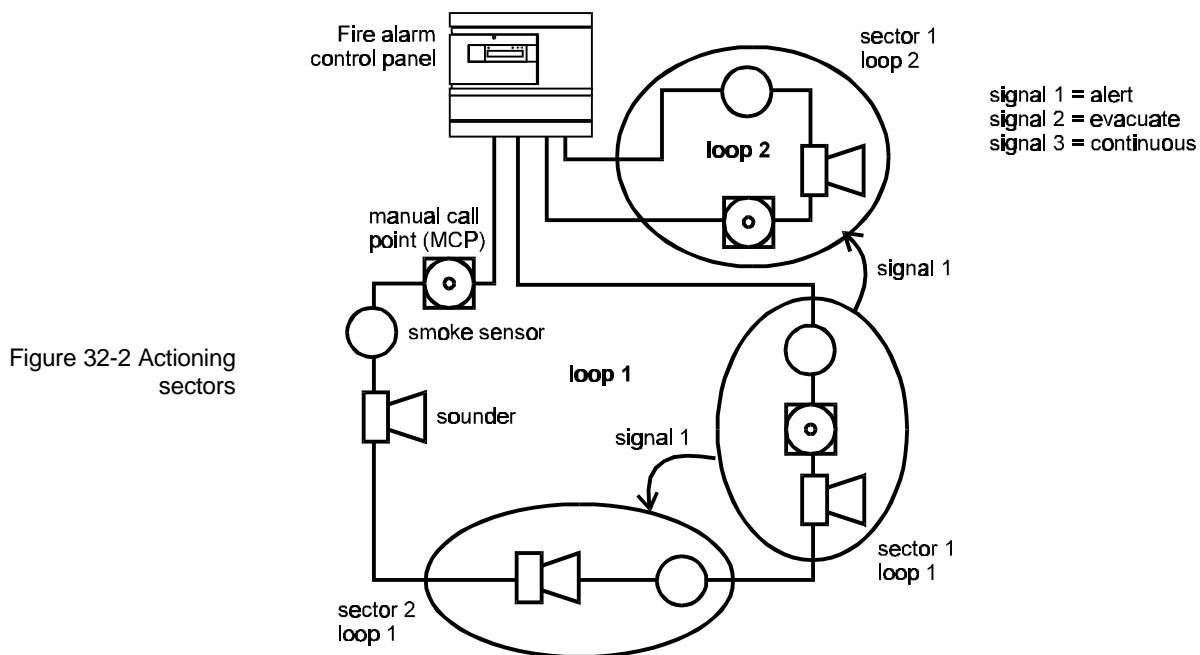 Fire alarm
control panel
sector 1
loop 2
signal 1 = alert
signal 2 = evacuate
signal 3 = continuous
loop 2
manual call
point (MCP)
signal 1
smoke sensor
Figure 32-2 Actioning
sectors
loop 1
sounder
signal 1
sector 1
loop 1
sector 2
loop 1